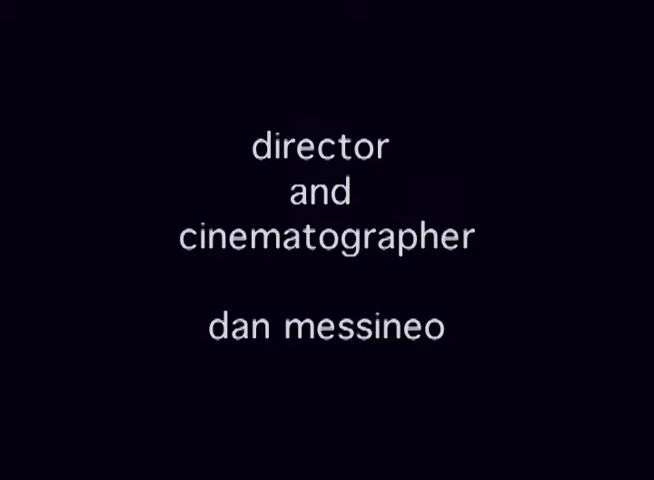 director
and
cinematographer
dan messineo